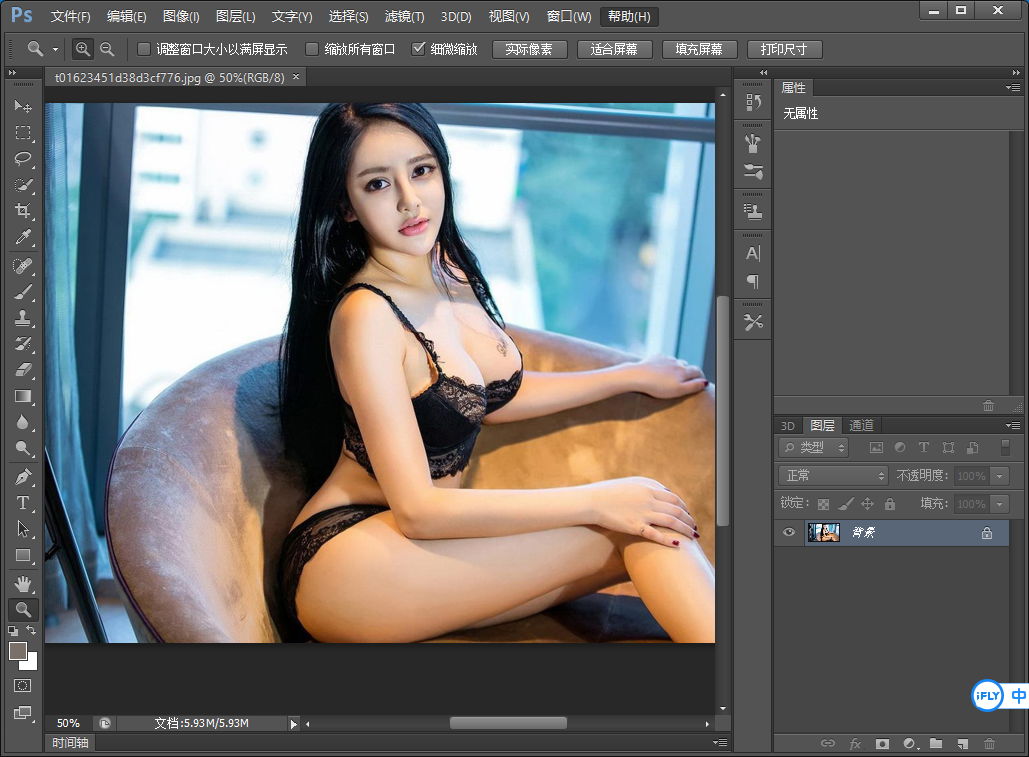 Ps 文件(F) 编辑(E) 图像(I) 图层(L) 文字(Y) 选择(S) 滤镜(T) 3D(D) 视图(V) 窗口(W) 帮助(H)
调整窗口大小以满屏显示 缩放所有窗口 细微缩放 实际像素 适合屏幕 填充屏幕 打印尺寸
t01623451d38d3cf776.jpg @ 50%(RGB/8) ×
属性
无属性
3D 图层 通道
类型
正常 不透明度: 100%
锁定: 填充: 100%
背景
iFLY 中
50% 文档:5.93M/5.93M
时间轴
fx